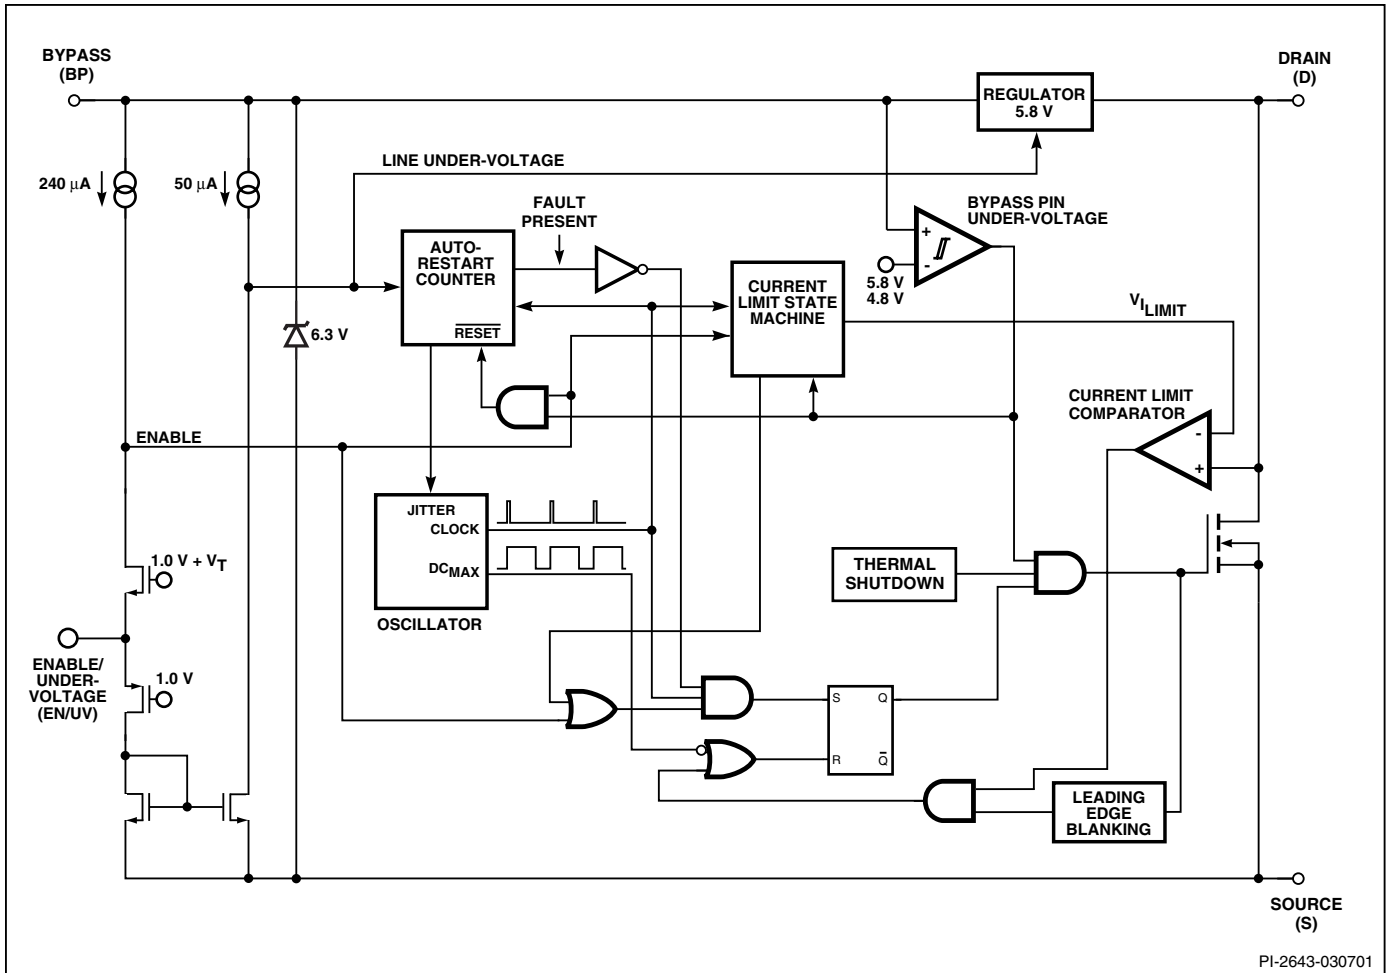 BYPASS
(BP)
DRAIN
(D)
REGULATOR
5.8 V
LINE UNDER-VOLTAGE
240 µA
50 µA
FAULT
PRESENT
BYPASS PIN
UNDER-VOLTAGE
AUTO-
RESTART
COUNTER
RESET
+
-
5.8 V
4.8 V
CURRENT
LIMIT STATE
MACHINE
VILIMIT
6.3 V
CURRENT LIMIT
COMPARATOR
-
+
ENABLE
JITTER
CLOCK
DCMAX
OSCILLATOR
1.0 V + VT
THERMAL
SHUTDOWN
ENABLE/
UNDER-
VOLTAGE
(EN/UV)
1.0 V
S Q
R Q̅
LEADING
EDGE
BLANKING
SOURCE
(S)
PI-2643-030701